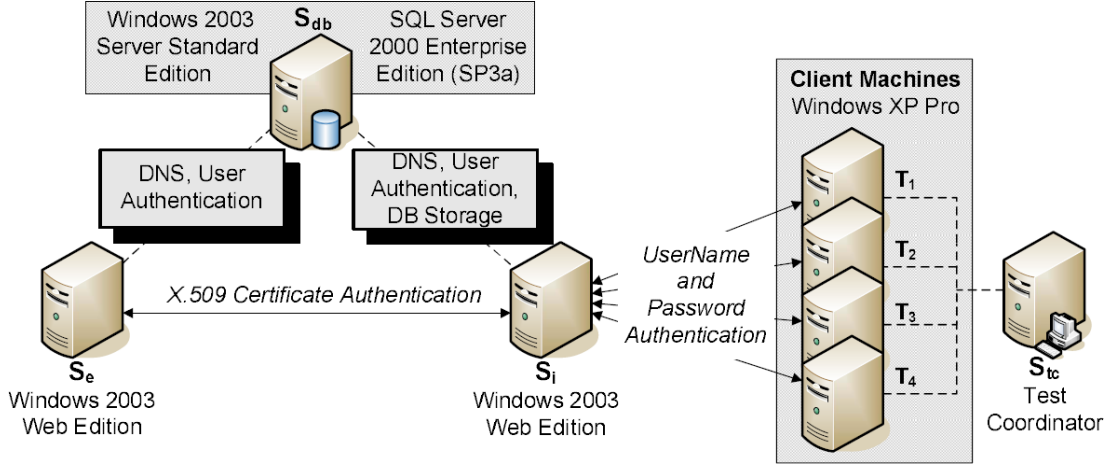 Windows 2003
Server Standard
Edition
Sdb
SQL Server
2000 Enterprise
Edition (SP3a)
DNS, User
Authentication
DNS, User
Authentication,
DB Storage
X.509 Certificate Authentication
Se
Windows 2003
Web Edition
Si
Windows 2003
Web Edition
UserName
and
Password
Authentication
Client Machines
Windows XP Pro
T1
T2
T3
T4
Stc
Test
Coordinator